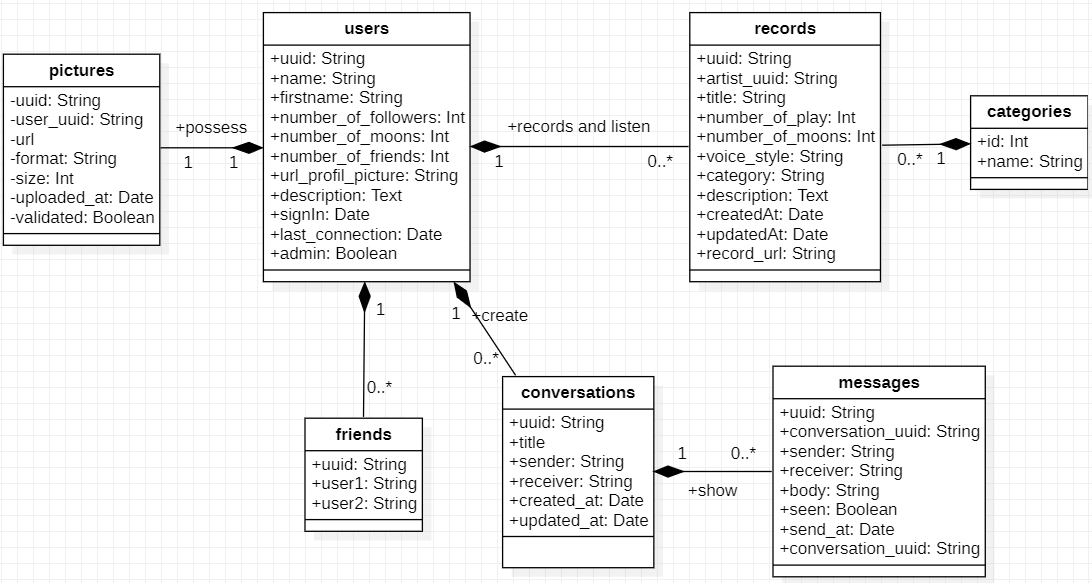 pictures
-uuid: String
-user_uuid: String
-url
-format: String
-size: Int
-uploaded_at: Date
-validated: Boolean
+possess
1
1
users
+uuid: String
+name: String
+firstname: String
+number_of_followers: Int
+number_of_moons: Int
+number_of_friends: Int
+url_profil_picture: String
+description: Text
+signIn: Date
+last_connection: Date
+admin: Boolean
+records and listen
1
0..*
records
+uuid: String
+artist_uuid: String
+title: String
+number_of_play: Int
+number_of_moons: Int
+voice_style: String
+category: String
+description: Text
+createdAt: Date
+updatedAt: Date
+record_url: String
0..*
1
categories
+id: Int
+name: String
1
0..*
friends
+uuid: String
+user1: String
+user2: String
1
+create
0..*
conversations
+uuid: String
+title
+sender: String
+receiver: String
+created_at: Date
+updated_at: Date
1
0..*
+show
messages
+uuid: String
+conversation_uuid: String
+sender: String
+receiver: String
+body: String
+seen: Boolean
+send_at: Date
+conversation_uuid: String